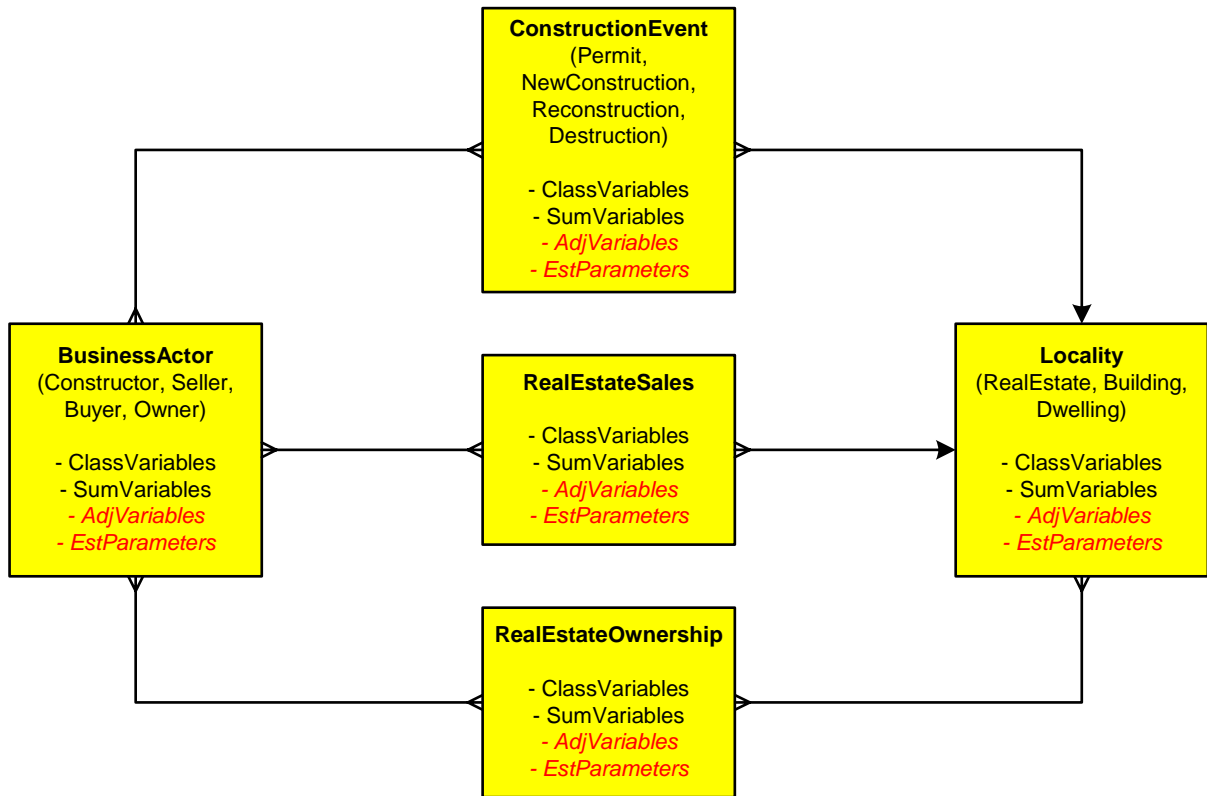 ConstructionEvent
(Permit,
NewConstruction,
Reconstruction,
Destruction)
- ClassVariables
- SumVariables
- AdjVariables
- EstParameters
BusinessActor
(Constructor, Seller,
Buyer, Owner)
- ClassVariables
- SumVariables
- AdjVariables
- EstParameters
RealEstateSales
- ClassVariables
- SumVariables
- AdjVariables
- EstParameters
Locality
(RealEstate, Building,
Dwelling)
- ClassVariables
- SumVariables
- AdjVariables
- EstParameters
RealEstateOwnership
- ClassVariables
- SumVariables
- AdjVariables
- EstParameters